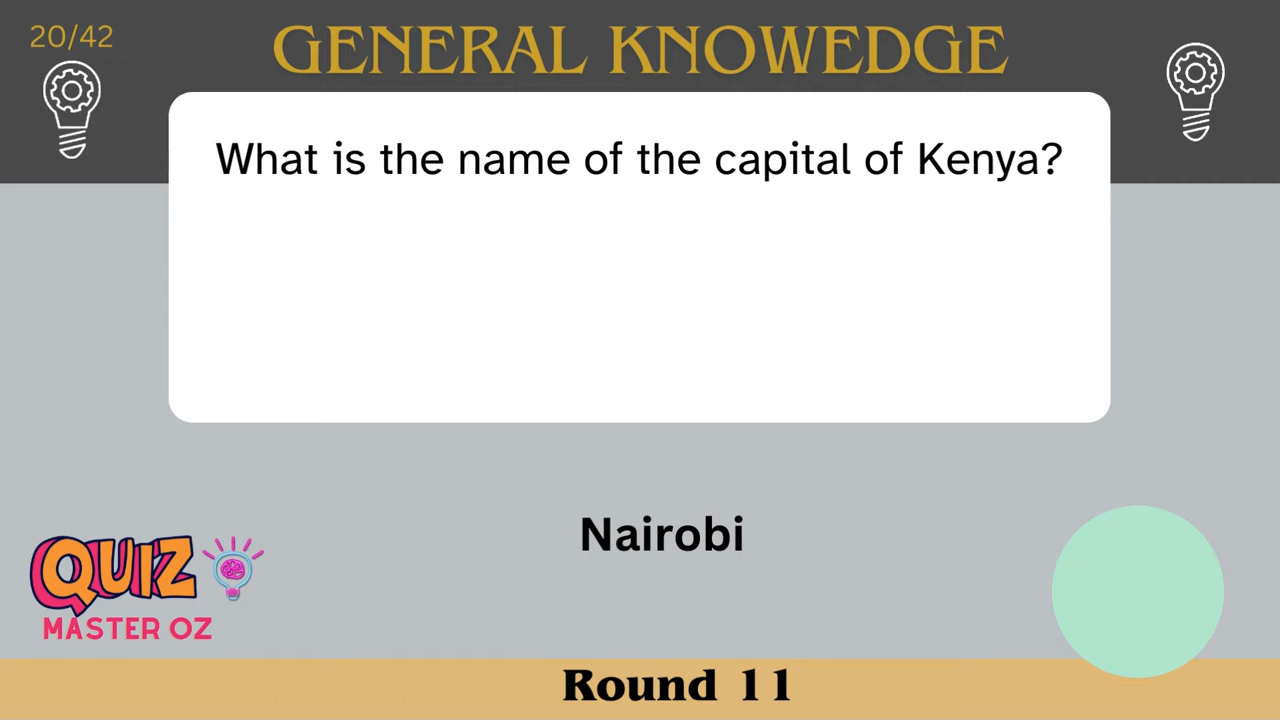 20/42
GENERAL KNOWEDGE
What is the name of the capital of Kenya?
Nairobi
QUIZ
MASTER OZ
Round 11